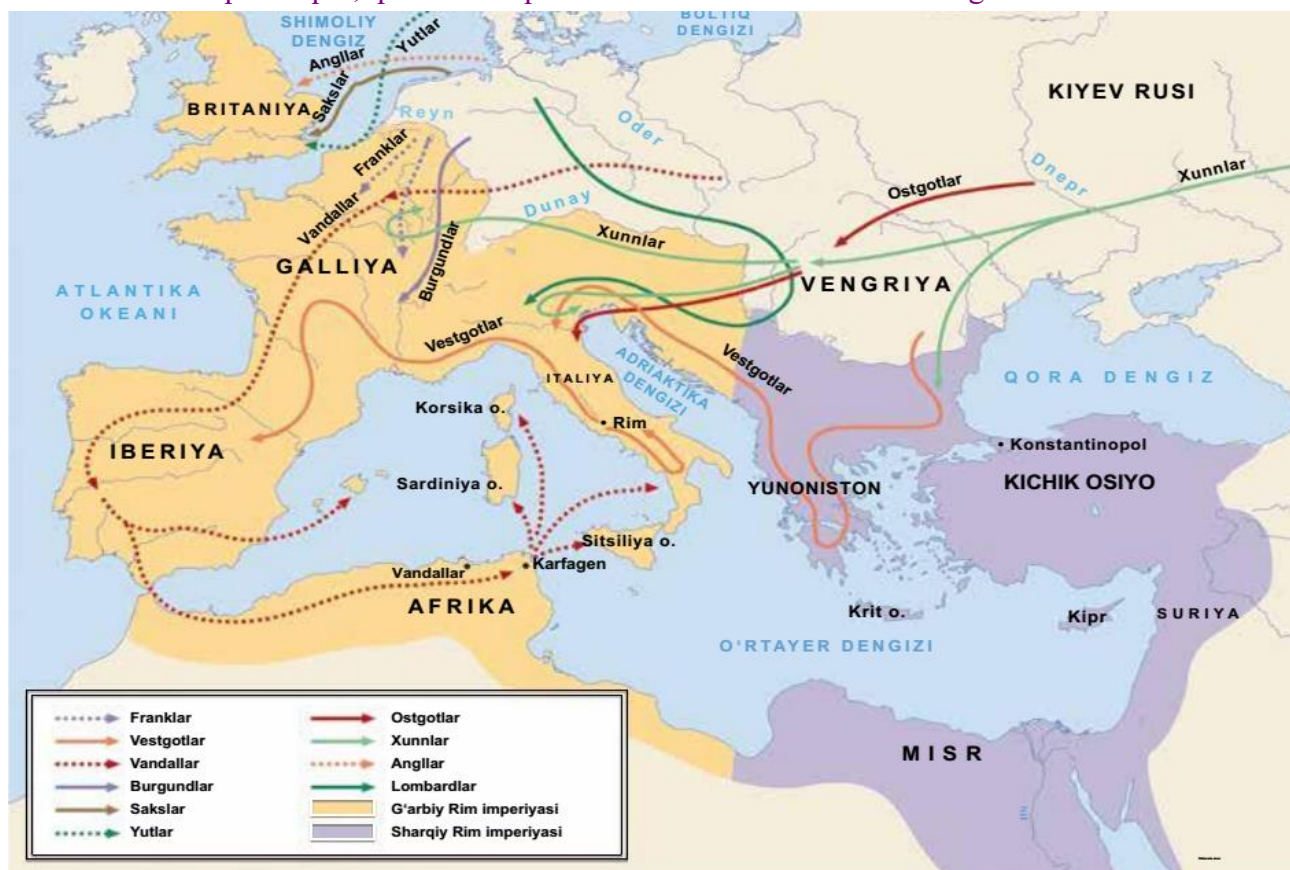 SHIMOLIY
DENGIZ
BOLTIQ
DENGIZI
Yutlar
Angllar
Sakslar
BRITANIYA
KIYEV RUSI
Reyn
Oder
Franklar
Dnepr
Xunnlar
Ostgotlar
Vandallar
Dunay
Xunnlar
Burgundlar
GALLIYA
VENGRIYA
ATLANTIKA
OKEANI
Vestgotlar
Vestgotlar
ADRIAKTIKA
DENGIZI
ITALIYA
QORA DENGIZ
Korsika o.
Rim
Konstantinopol
IBERIYA
Sardiniya o.
YUNONISTON
KICHIK OSIYO
Sitsiliya o.
Vandallar
Karfagen
AFRIKA
Krit o.
Kipr
SURIYA
O‘RTAYER DENGIZI
MISR
Franklar
Vestgotlar
Vandallar
Burgundlar
Sakslar
Yutlar
Ostgotlar
Xunnlar
Angllar
Lombardlar
G‘arbiy Rim imperiyasi
Sharqiy Rim imperiyasi